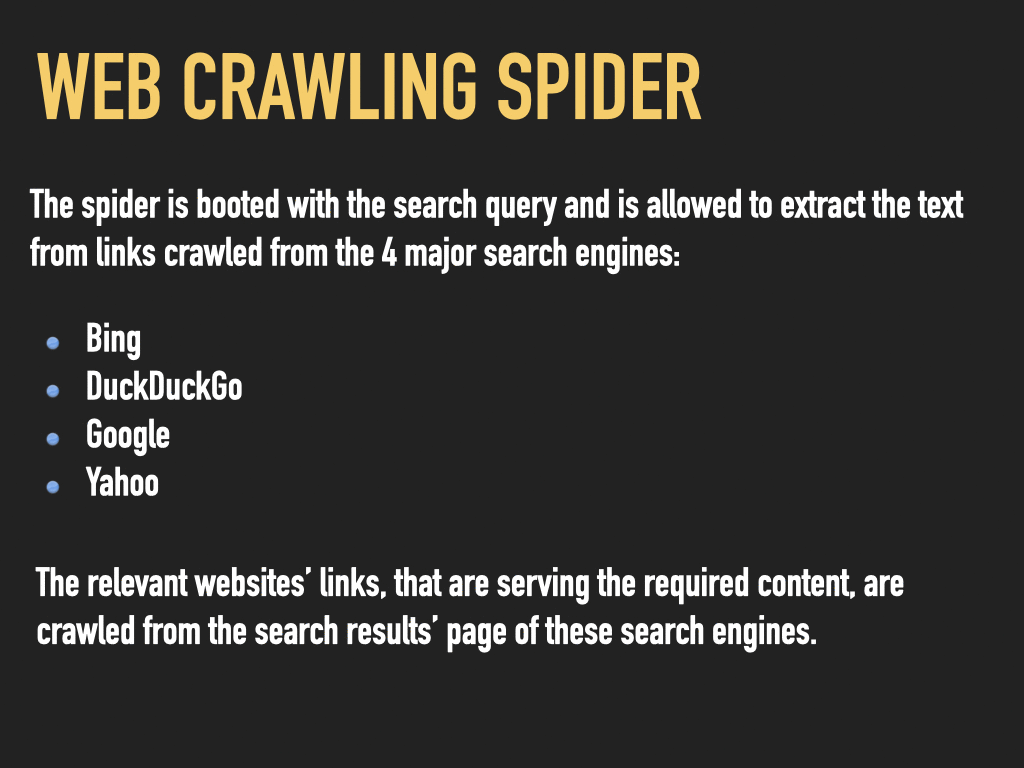 WEB CRAWLING SPIDER
The spider is booted with the search query and is allowed to extract the text
from links crawled from the 4 major search engines:
Bing
DuckDuckGo
Google
Yahoo
The relevant websites’ links, that are serving the required content, are
crawled from the search results’ page of these search engines.